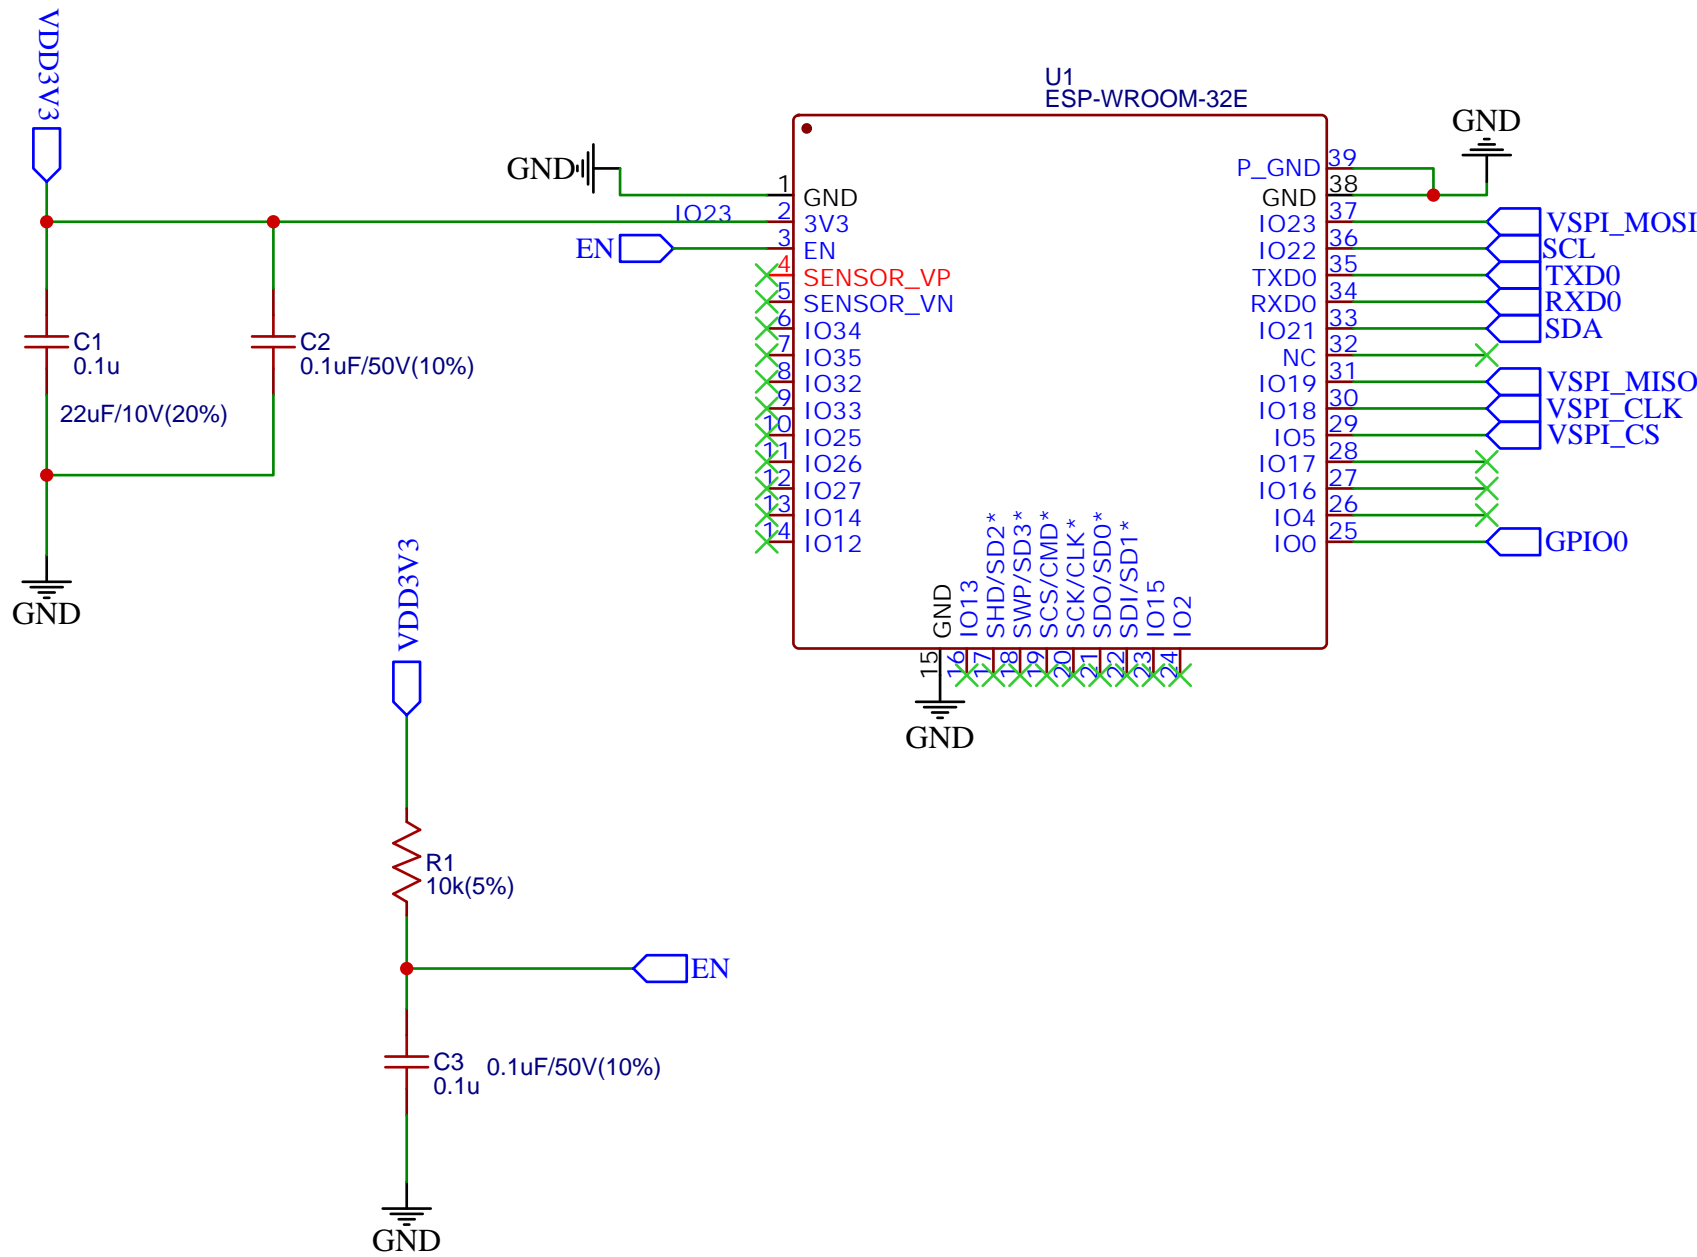 VDD3V3
U1
ESP-WROOM-32E
GND
GND
1
GND
IO23
2
3V3
EN
3
EN
4
SENSOR_VP
5
SENSOR_VN
6
IO34
7
IO35
8
IO32
9
IO33
10
IO25
11
IO26
12
IO27
13
IO14
14
IO12
P_GND
39
GND
38
IO23
37
VSPI_MOSI
IO22
36
SCL
TXD0
35
TXD0
RXD0
34
RXD0
IO21
33
SDA
NC
32
IO19
31
VSPI_MISO
IO18
30
VSPI_CLK
IO5
29
VSPI_CS
IO17
28
IO16
27
IO4
26
IO0
25
GPIO0
GND
IO13
SHD/SD2*
SWP/SD3*
SCS/CMD*
SCK/CLK*
SDO/SD0*
SDI/SD1*
IO15
IO2
15
16
17
18
19
20
21
22
23
24
GND
C1
0.1u
22uF/10V(20%)
C2
0.1uF/50V(10%)
GND
VDD3V3
R1
10k(5%)
EN
C3
0.1u
0.1uF/50V(10%)
GND